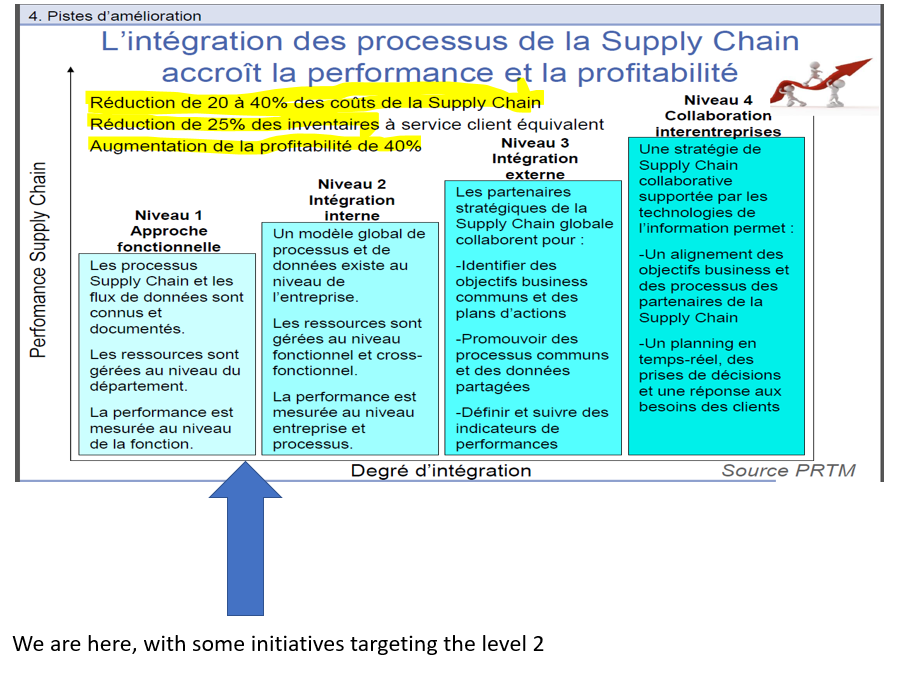 4. Pistes d'amélioration
L'intégration des processus de la Supply Chain
accroît la performance et la profitabilité
Réduction de 20 à 40% des coûts de la Supply Chain
Réduction de 25% des inventaires à service client équivalent
Augmentation de la profitabilité de 40%
Perfomance Supply Chain
Niveau 1
Approche
fonctionnelle
Les processus
Supply Chain et les
flux de données sont
connus et
documentés.
Les ressources sont
gérées au niveau du
département.
La performance est
mesurée au niveau
de la fonction.
Niveau 2
Intégration
interne
Un modèle global de
processus et de
données existe au
niveau de
l'entreprise.
Les ressources sont
gérées au niveau
fonctionnel et cross-
fonctionnel.
La performance est
mesurée au niveau
entreprise et
processus.
Niveau 3
Intégration
externe
Les partenaires
stratégiques de la
Supply Chain globale
collaborent pour :
-Identifier des
objectifs business
communs et des
plans d'actions
-Promouvoir des
processus communs
et des données
partagées
-Définir et suivre des
indicateurs de
performances
Niveau 4
Collaboration
interentreprises
Une stratégie de
Supply Chain
collaborative
supportée par les
technologies de
l'information permet :
-Un alignement des
objectifs business et
des processus des
partenaires de la
Supply Chain
-Un planning en
temps-réel, des
prises de décisions
et une réponse aux
besoins des clients
Degré d'intégration
Source PRTM
We are here, with some initiatives targeting the level 2